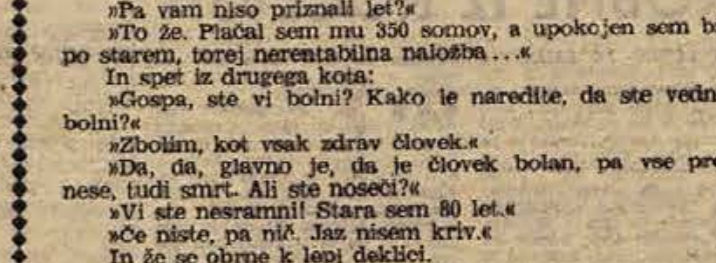 »Pa vam niso priznali let?«
»To že. Plačal sem mu 350 somov, a upokojen sem b
po starem, torej nerentabilna naložba...«
In spet iz drugega kota:
»Gospa, ste vi bolni? Kako le naredite, da ste vedn
bolni?«
»Zbolim, kot vsak zdrav človek.«
»Da, da, glavno je, da je človek bolan, pa vse pre
nese, tudi smrt. Ali ste noseči?«
»Vi ste nesramni! Stara sem 80 let.«
»Če niste, pa nič. Jaz nisem kriv.«
In že se obrne k lepi deklici.